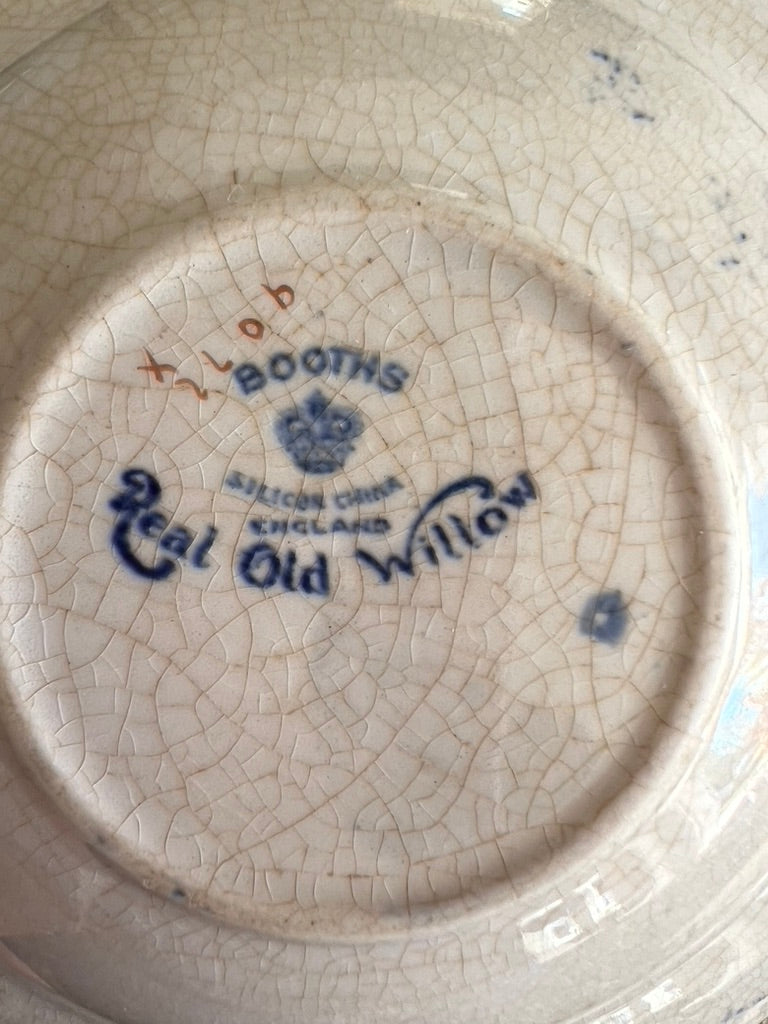 BOOTHS
SILICON CHINA
ENGLAND
Real Old Willow